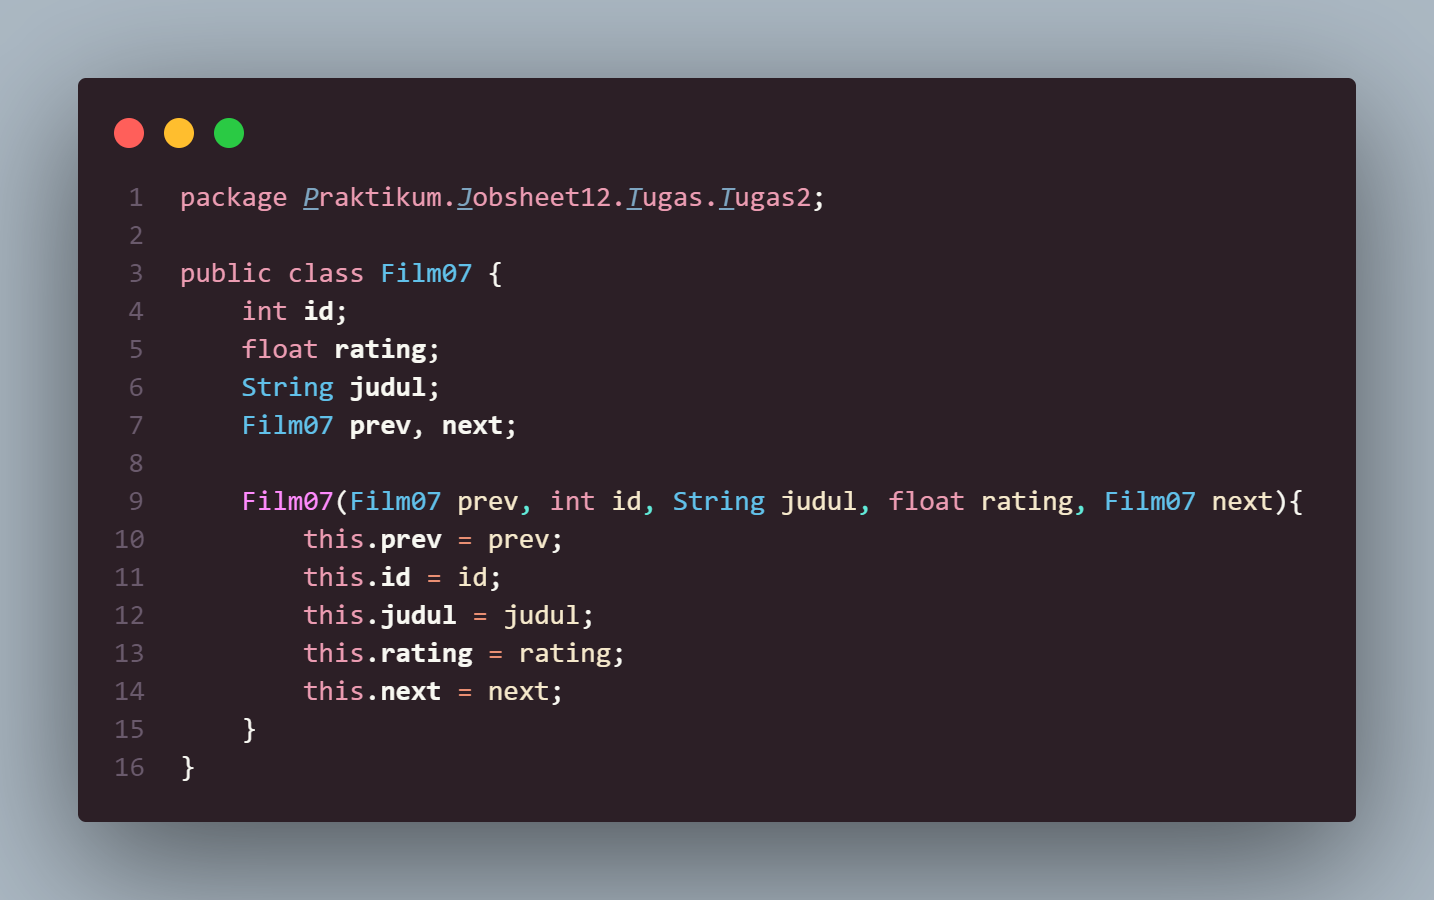 1 package Praktikum.Jobsheet12.Tugas.Tugas2;
2
3 public class Film07 {
4     int id;
5     float rating;
6     String judul;
7     Film07 prev, next;
8
9     Film07(Film07 prev, int id, String judul, float rating, Film07 next){
10         this.prev = prev;
11         this.id = id;
12         this.judul = judul;
13         this.rating = rating;
14         this.next = next;
15     }
16 }